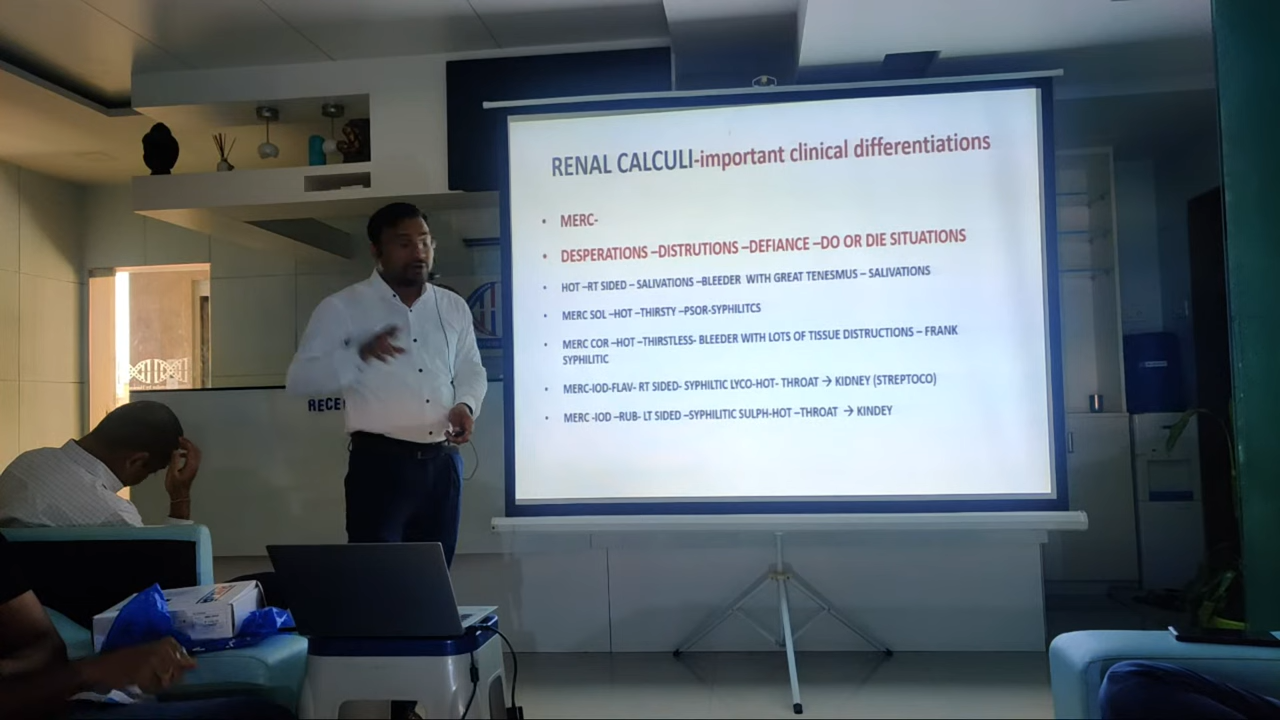 RENAL CALCULI-important clinical differentiations
• MERC-
• DESPERATIONS –DISTRUTIONS –DEFIANCE –DO OR DIE SITUATIONS
• HOT –RT SIDED – SALIVATIONS –BLEEDER WITH GREAT TENESMUS – SALIVATIONS
• MERC SOL –HOT –THIRSTY –PSOR-SYPHILITCS
• MERC COR –HOT –THIRSTLESS- BLEEDER WITH LOTS OF TISSUE DISTRUCTIONS – FRANK
SYPHILITIC
• MERC-IOD-FLAV- RT SIDED- SYPHILTIC LYCO-HOT- THROAT → KIDNEY (STREPTOCO)
• MERC -IOD –RUB- LT SIDED –SYPHILITIC SULPH-HOT –THROAT → KINDEY